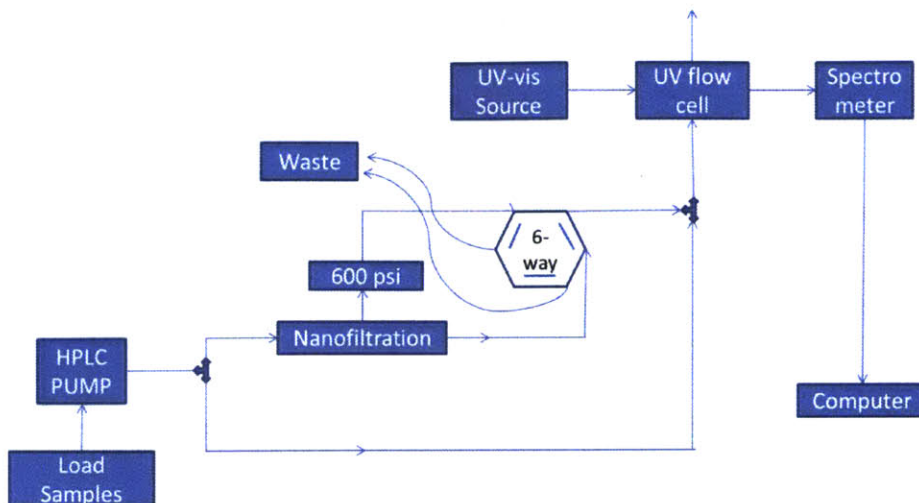 UV-vis
Source
UV flow
cell
Spectro
meter
Waste
6-
way
600 psi
Nanofiltration
HPLC
PUMP
Computer
Load
Samples